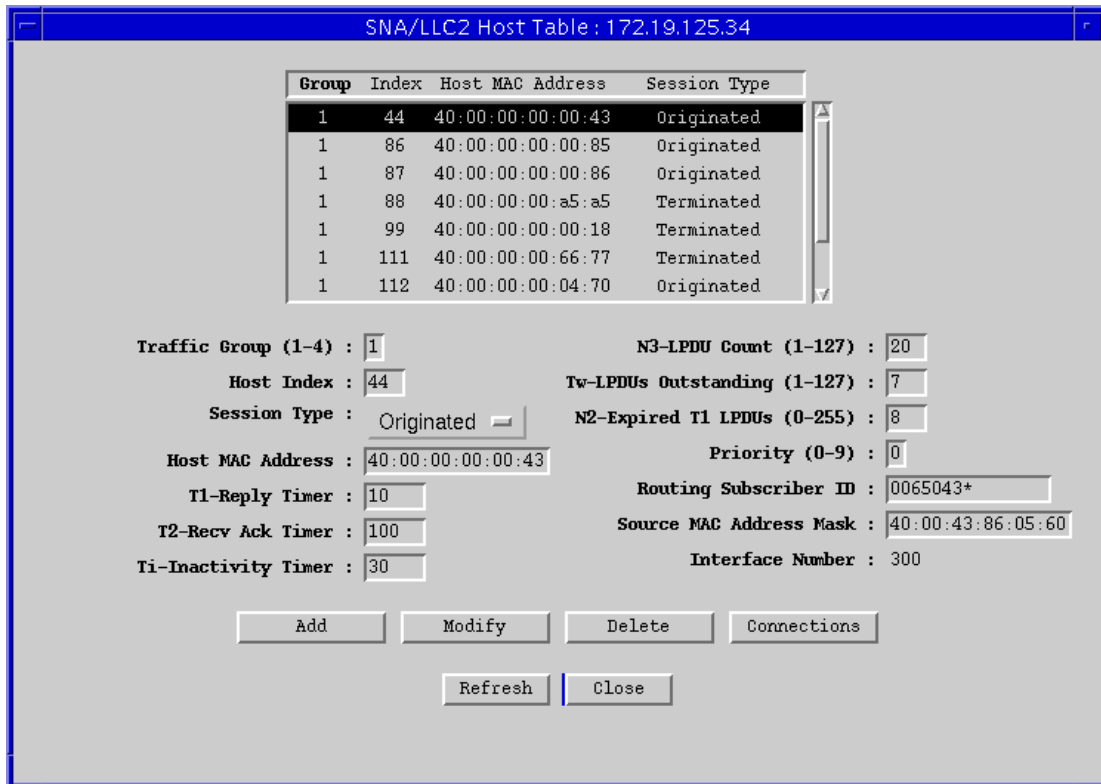 SNA/LLC2 Host Table : 172.19.125.34
Group Index Host MAC Address Session Type
1 44 40:00:00:00:00:43 Originated
1 86 40:00:00:00:00:85 Originated
1 87 40:00:00:00:00:86 Originated
1 88 40:00:00:00:a5:a5 Terminated
1 99 40:00:00:00:00:18 Terminated
1 111 40:00:00:00:66:77 Terminated
1 112 40:00:00:00:04:70 Originated
Traffic Group (1-4) : 1
Host Index : 44
Session Type : Originated
Host MAC Address : 40:00:00:00:00:43
T1-Reply Timer : 10
T2-Recv Ack Timer : 100
Ti-Inactivity Timer : 30
N3-LPDU Count (1-127) : 20
Tw-LPDUs Outstanding (1-127) : 7
N2-Expired T1 LPDUs (0-255) : 8
Priority (0-9) : 0
Routing Subscriber ID : 0065043*
Source MAC Address Mask : 40:00:43:86:05:60
Interface Number : 300
Add Modify Delete Connections
Refresh Close